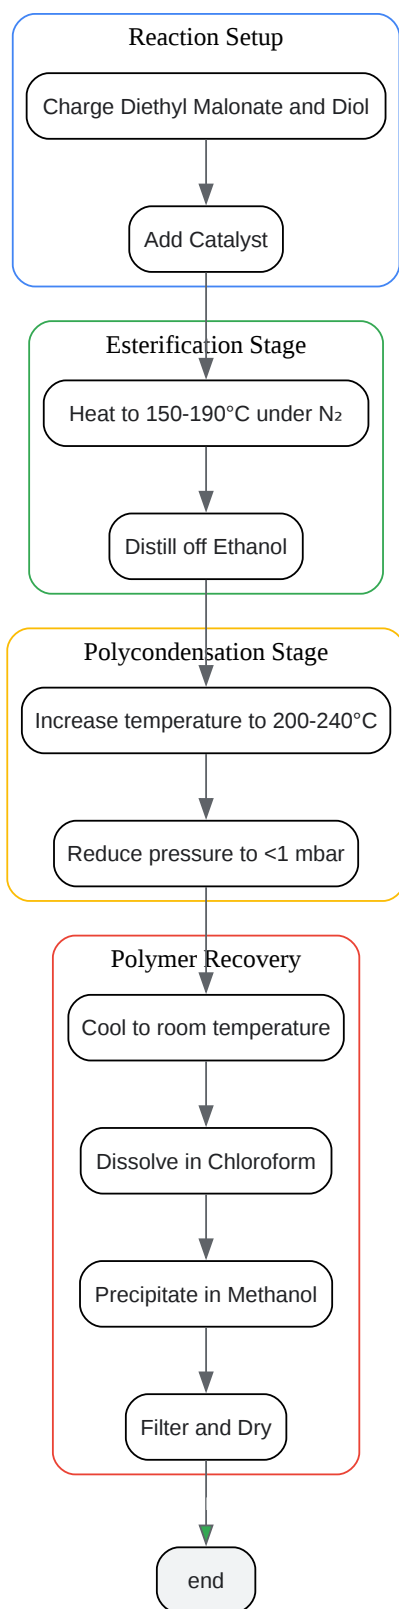 Reaction Setup
Charge Diethyl Malonate and Diol
Add Catalyst
Esterification Stage
Heat to 150-190°C under N₂
Distill off Ethanol
Polycondensation Stage
Increase temperature to 200-240°C
Reduce pressure to <1 mbar
Polymer Recovery
Cool to room temperature
Dissolve in Chloroform
Precipitate in Methanol
Filter and Dry
end